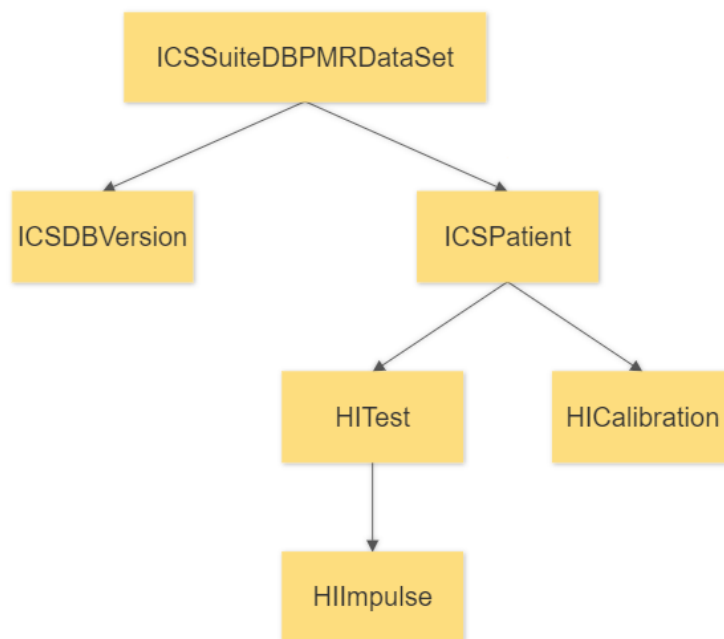 ICSSuiteDBPMRDataSet
ICSDBVersion
ICSPatient
HITest
HICalibration
HIImpulse